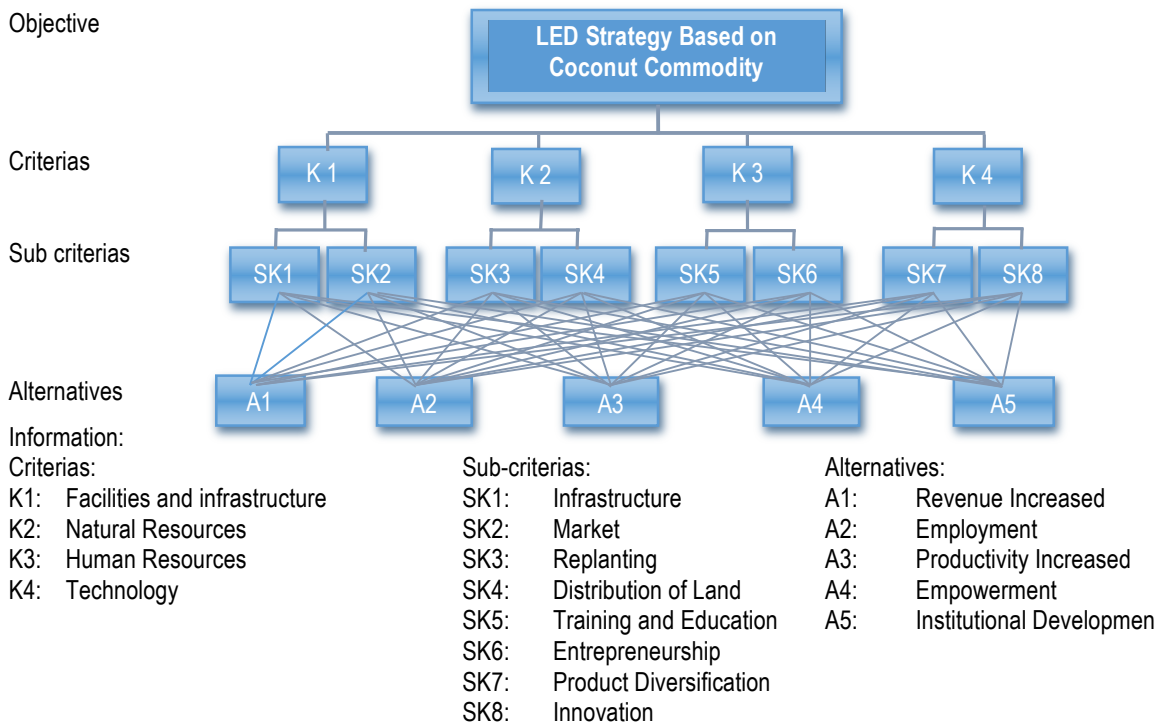 Objective
LED Strategy Based on
Coconut Commodity
Criterias
K 1
K 2
K 3
K 4
Sub criterias
SK1
SK2
SK3
SK4
SK5
SK6
SK7
SK8
Alternatives
A1
A2
A3
A4
A5
Information:
Criterias:
K1: Facilities and infrastructure
K2: Natural Resources
K3: Human Resources
K4: Technology
Sub-criterias:
SK1: Infrastructure
SK2: Market
SK3: Replanting
SK4: Distribution of Land
SK5: Training and Education
SK6: Entrepreneurship
SK7: Product Diversification
SK8: Innovation
Alternatives:
A1: Revenue Increased
A2: Employment
A3: Productivity Increased
A4: Empowerment
A5: Institutional Developmen